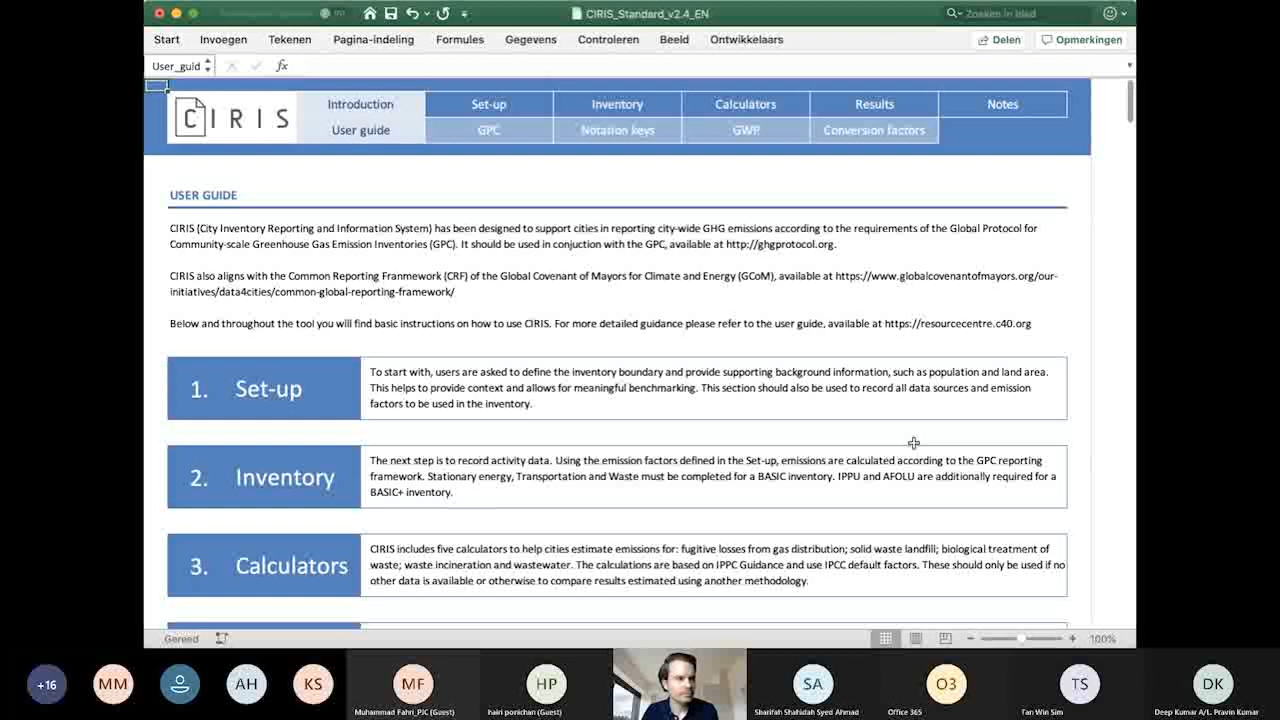 CIRIS_Standard_v2.4_EN
Zoeken in blad
Start Invoegen Tekenen Pagina-indeling Formules Gegevens Controleren Beeld Ontwikkelaars Delen Opmerkingen
User_guid fx
CIRIS
Introduction Set-up Inventory Calculators Results Notes
User guide GPC Notation keys GWP Conversion factors
USER GUIDE
CIRIS (City Inventory Reporting and Information System) has been designed to support cities in reporting city-wide GHG emissions according to the requirements of the Global Protocol for
Community-scale Greenhouse Gas Emission Inventories (GPC). It should be used in conjuction with the GPC, available at http://ghgprotocol.org.
CIRIS also aligns with the Common Reporting Franmework (CRF) of the Global Covenant of Mayors for Climate and Energy (GCoM), available at https://www.globalcovenantofmayors.org/our-
initiatives/data4cities/common-global-reporting-framework/
Below and throughout the tool you will find basic instructions on how to use CIRIS. For more detailed guidance please refer to the user guide, available at https://resourcecentre.c40.org
1. Set-up
To start with, users are asked to define the inventory boundary and provide supporting background information, such as population and land area.
This helps to provide context and allows for meaningful benchmarking. This section should also be used to record all data sources and emission
factors to be used in the inventory.
2. Inventory
The next step is to record activity data. Using the emission factors defined in the Set-up, emissions are calculated according to the GPC reporting
framework. Stationary energy, Transportation and Waste must be completed for a BASIC inventory. IPPU and AFOLU are additionally required for a
BASIC+ inventory.
3. Calculators
CIRIS includes five calculators to help cities estimate emissions for: fugitive losses from gas distribution; solid waste landfill; biological treatment of
waste; waste incineration and wastewater. The calculations are based on IPPC Guidance and use IPCC default factors. These should only be used if no
other data is available or otherwise to compare results estimated using another methodology.
Gereed 100%
+16 MM AH KS MF HP SA O3 TS DK
Muhammad Fahri_PJC (Guest) hairi ponichan (Guest) Sharifah Shahidah Syed Ahmad Office 365 Tan Win Sim Deep Kumar A/L. Pravin Kumar